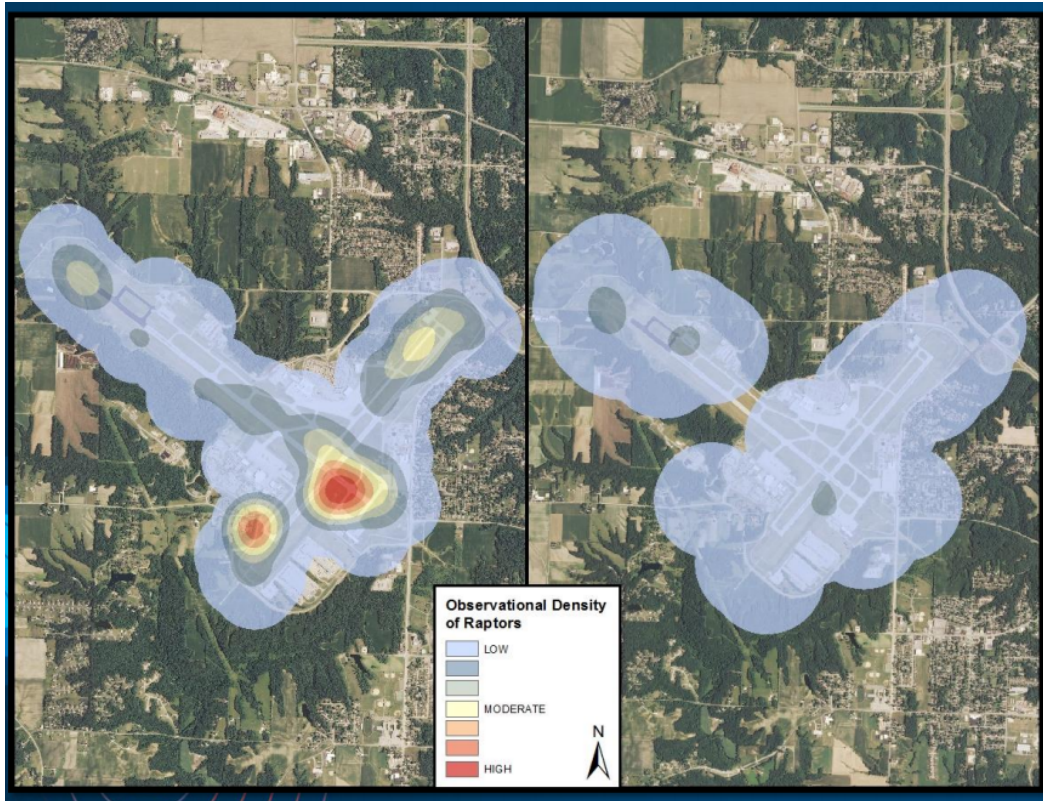 Observational Density
of Raptors
LOW
MODERATE
HIGH
N